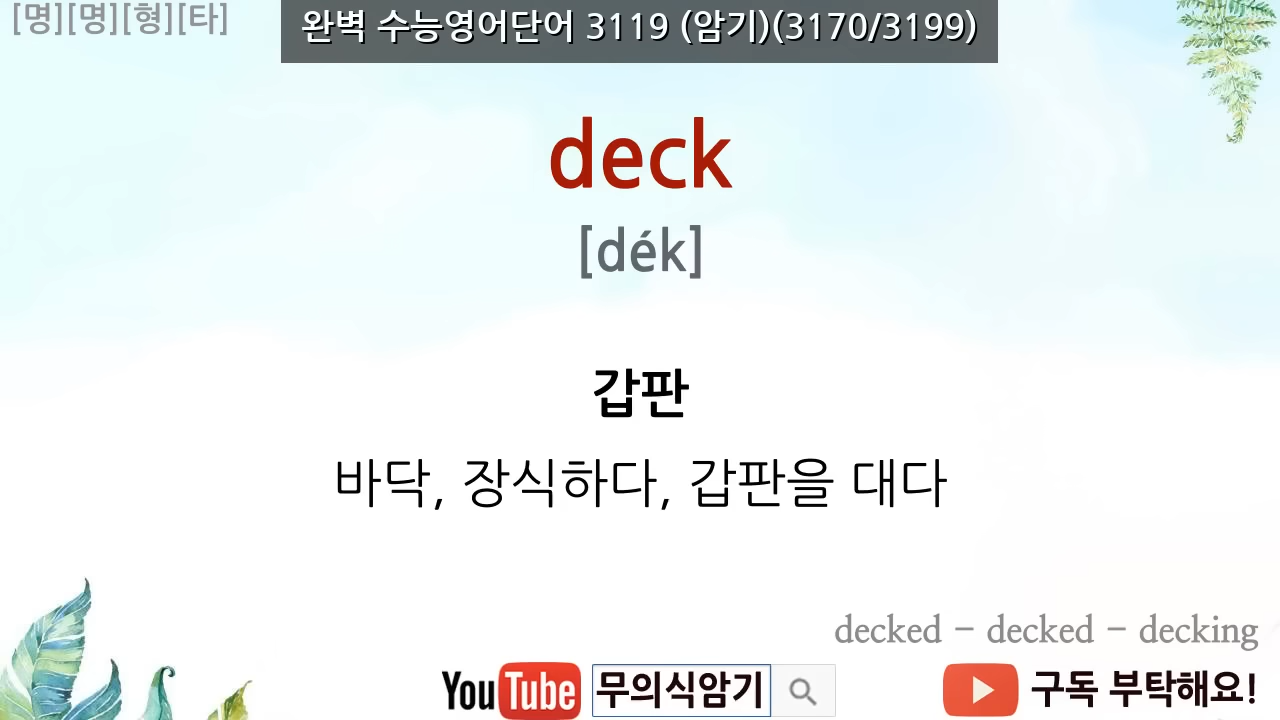 [명][명][형][타]
완벽 수능영어단어 3119 (암기)(3170/3199)
deck
[dék]
갑판
바닥, 장식하다, 갑판을 대다
decked - decked - decking
YouTube 무의식암기
구독 부탁해요!